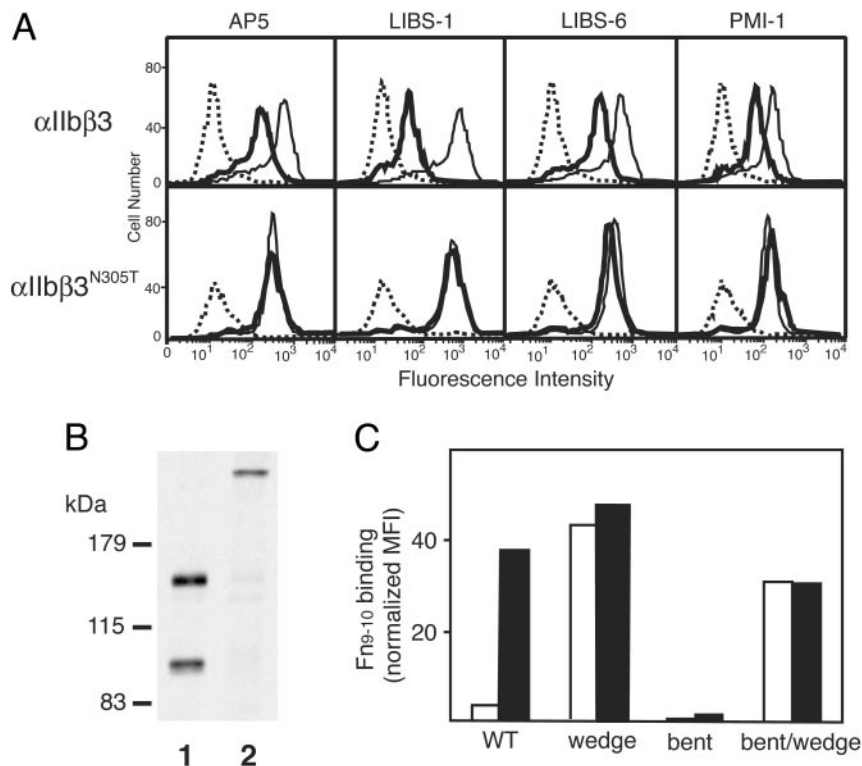 A
AP5 LIBS-1 LIBS-6 PMI-1
αIIbβ3
80
40
0
Cell Number
αIIbβ3N305T
80
40
0
0 10¹ 10² 10³ 10⁴ 10¹ 10² 10³ 10⁴ 10¹ 10² 10³ 10⁴ 10¹ 10² 10³ 10⁴
Fluorescence Intensity
B
kDa
179
115
83
1 2
C
Fn9-10 binding
(normalized MFI)
40
20
WT wedge bent bent/wedge